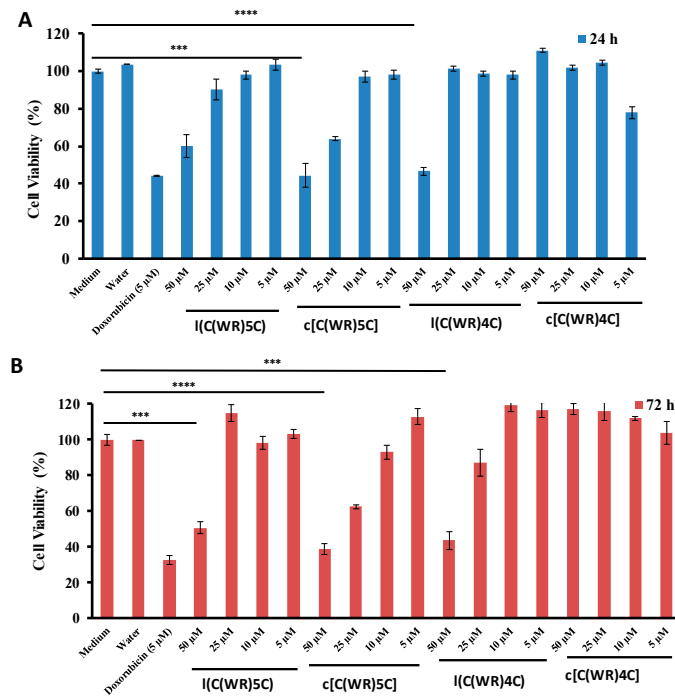 A
****
***
24 h
Cell Viability (%)
120
100
80
60
40
20
0
Medium
Water
Doxorubicin (5 µM)
50 µM
25 µM
10 µM
5 µM
50 µM
25 µM
10 µM
5 µM
50 µM
25 µM
10 µM
5 µM
50 µM
25 µM
10 µM
5 µM
l(C(WR)5C)
c[C(WR)5C]
l(C(WR)4C)
c[C(WR)4C]
B
***
****
***
72 h
Cell Viability (%)
120
100
80
60
40
20
0
Medium
Water
Doxorubicin (5 µM)
50 µM
25 µM
10 µM
5 µM
50 µM
25 µM
10 µM
5 µM
50 µM
25 µM
10 µM
5 µM
50 µM
25 µM
10 µM
5 µM
l(C(WR)5C)
c[C(WR)5C]
l(C(WR)4C)
c[C(WR)4C]